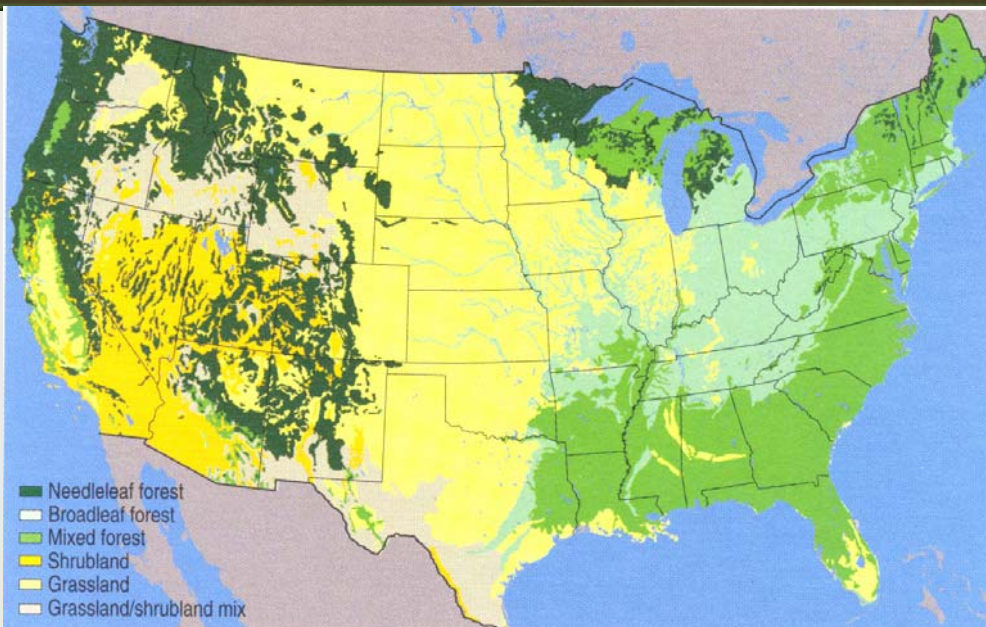 Needleleaf forest
Broadleaf forest
Mixed forest
Shrubland
Grassland
Grassland/shrubland mix